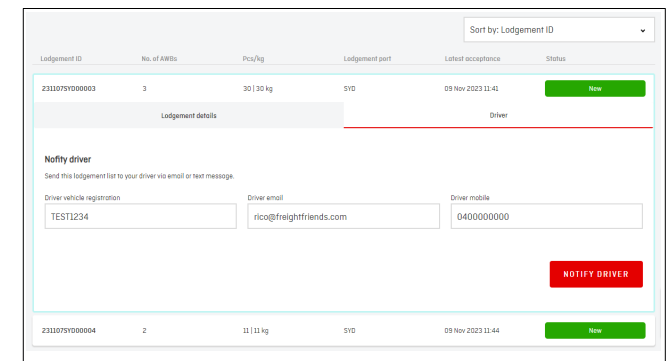 Sort by: Lodgement ID
Lodgement ID No. of AWBs Pcs/kg Lodgement port Latest acceptance Status
231107SYD00003 3 30 | 30 kg SYD 09 Nov 2023 11:41 New
Lodgement details Driver
Nofity driver
Send this lodgement list to your driver via email or text message.
Driver vehicle registration Driver email Driver mobile
TEST1234 rico@freightfriends.com 0400000000
NOTIFY DRIVER
231107SYD00004 2 11 | 11 kg SYD 09 Nov 2023 11:44 New